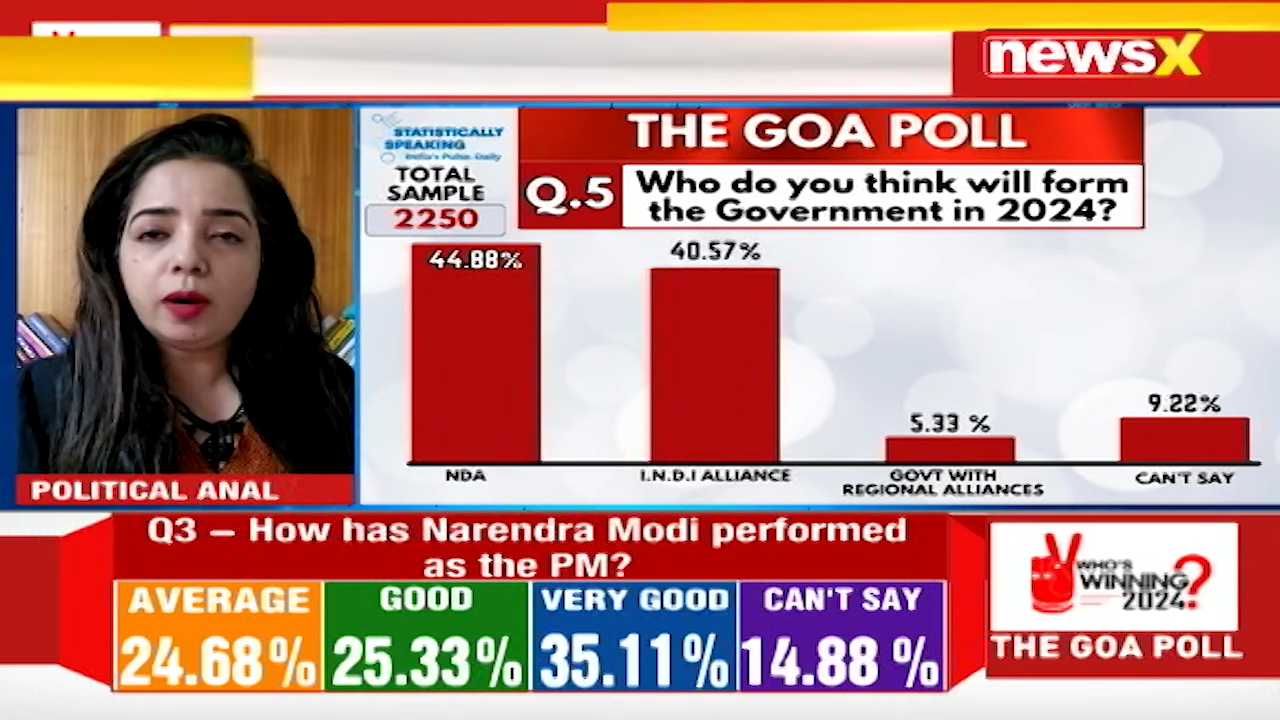 newsX
STATISTICALLY
SPEAKING
India's Pulse. Daily
TOTAL
SAMPLE
2250
THE GOA POLL
Q.5
Who do you think will form
the Government in 2024?
44.88%
40.57%
5.33 %
9.22%
NDA
I.N.D.I ALLIANCE
GOVT WITH
REGIONAL ALLIANCES
CAN'T SAY
POLITICAL ANAL
Q3 – How has Narendra Modi performed
as the PM?
AVERAGE
24.68%
GOOD
25.33%
VERY GOOD
35.11%
CAN'T SAY
14.88 %
WHO'S
WINNING
2024?
THE GOA POLL